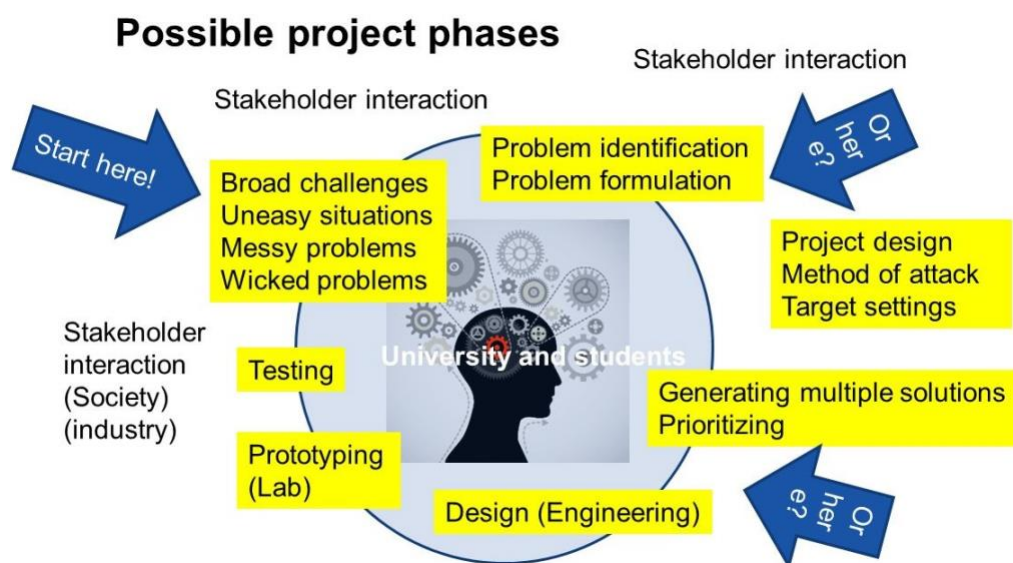 Possible project phases
Stakeholder interaction
Stakeholder interaction
Start here!
Or
her
e?
Problem identification
Problem formulation
Broad challenges
Uneasy situations
Messy problems
Wicked problems
Project design
Method of attack
Target settings
Stakeholder
interaction
(Society)
(industry)
University and students
Testing
Generating multiple solutions
Prioritizing
Prototyping
(Lab)
Design (Engineering)
Or
her
e?